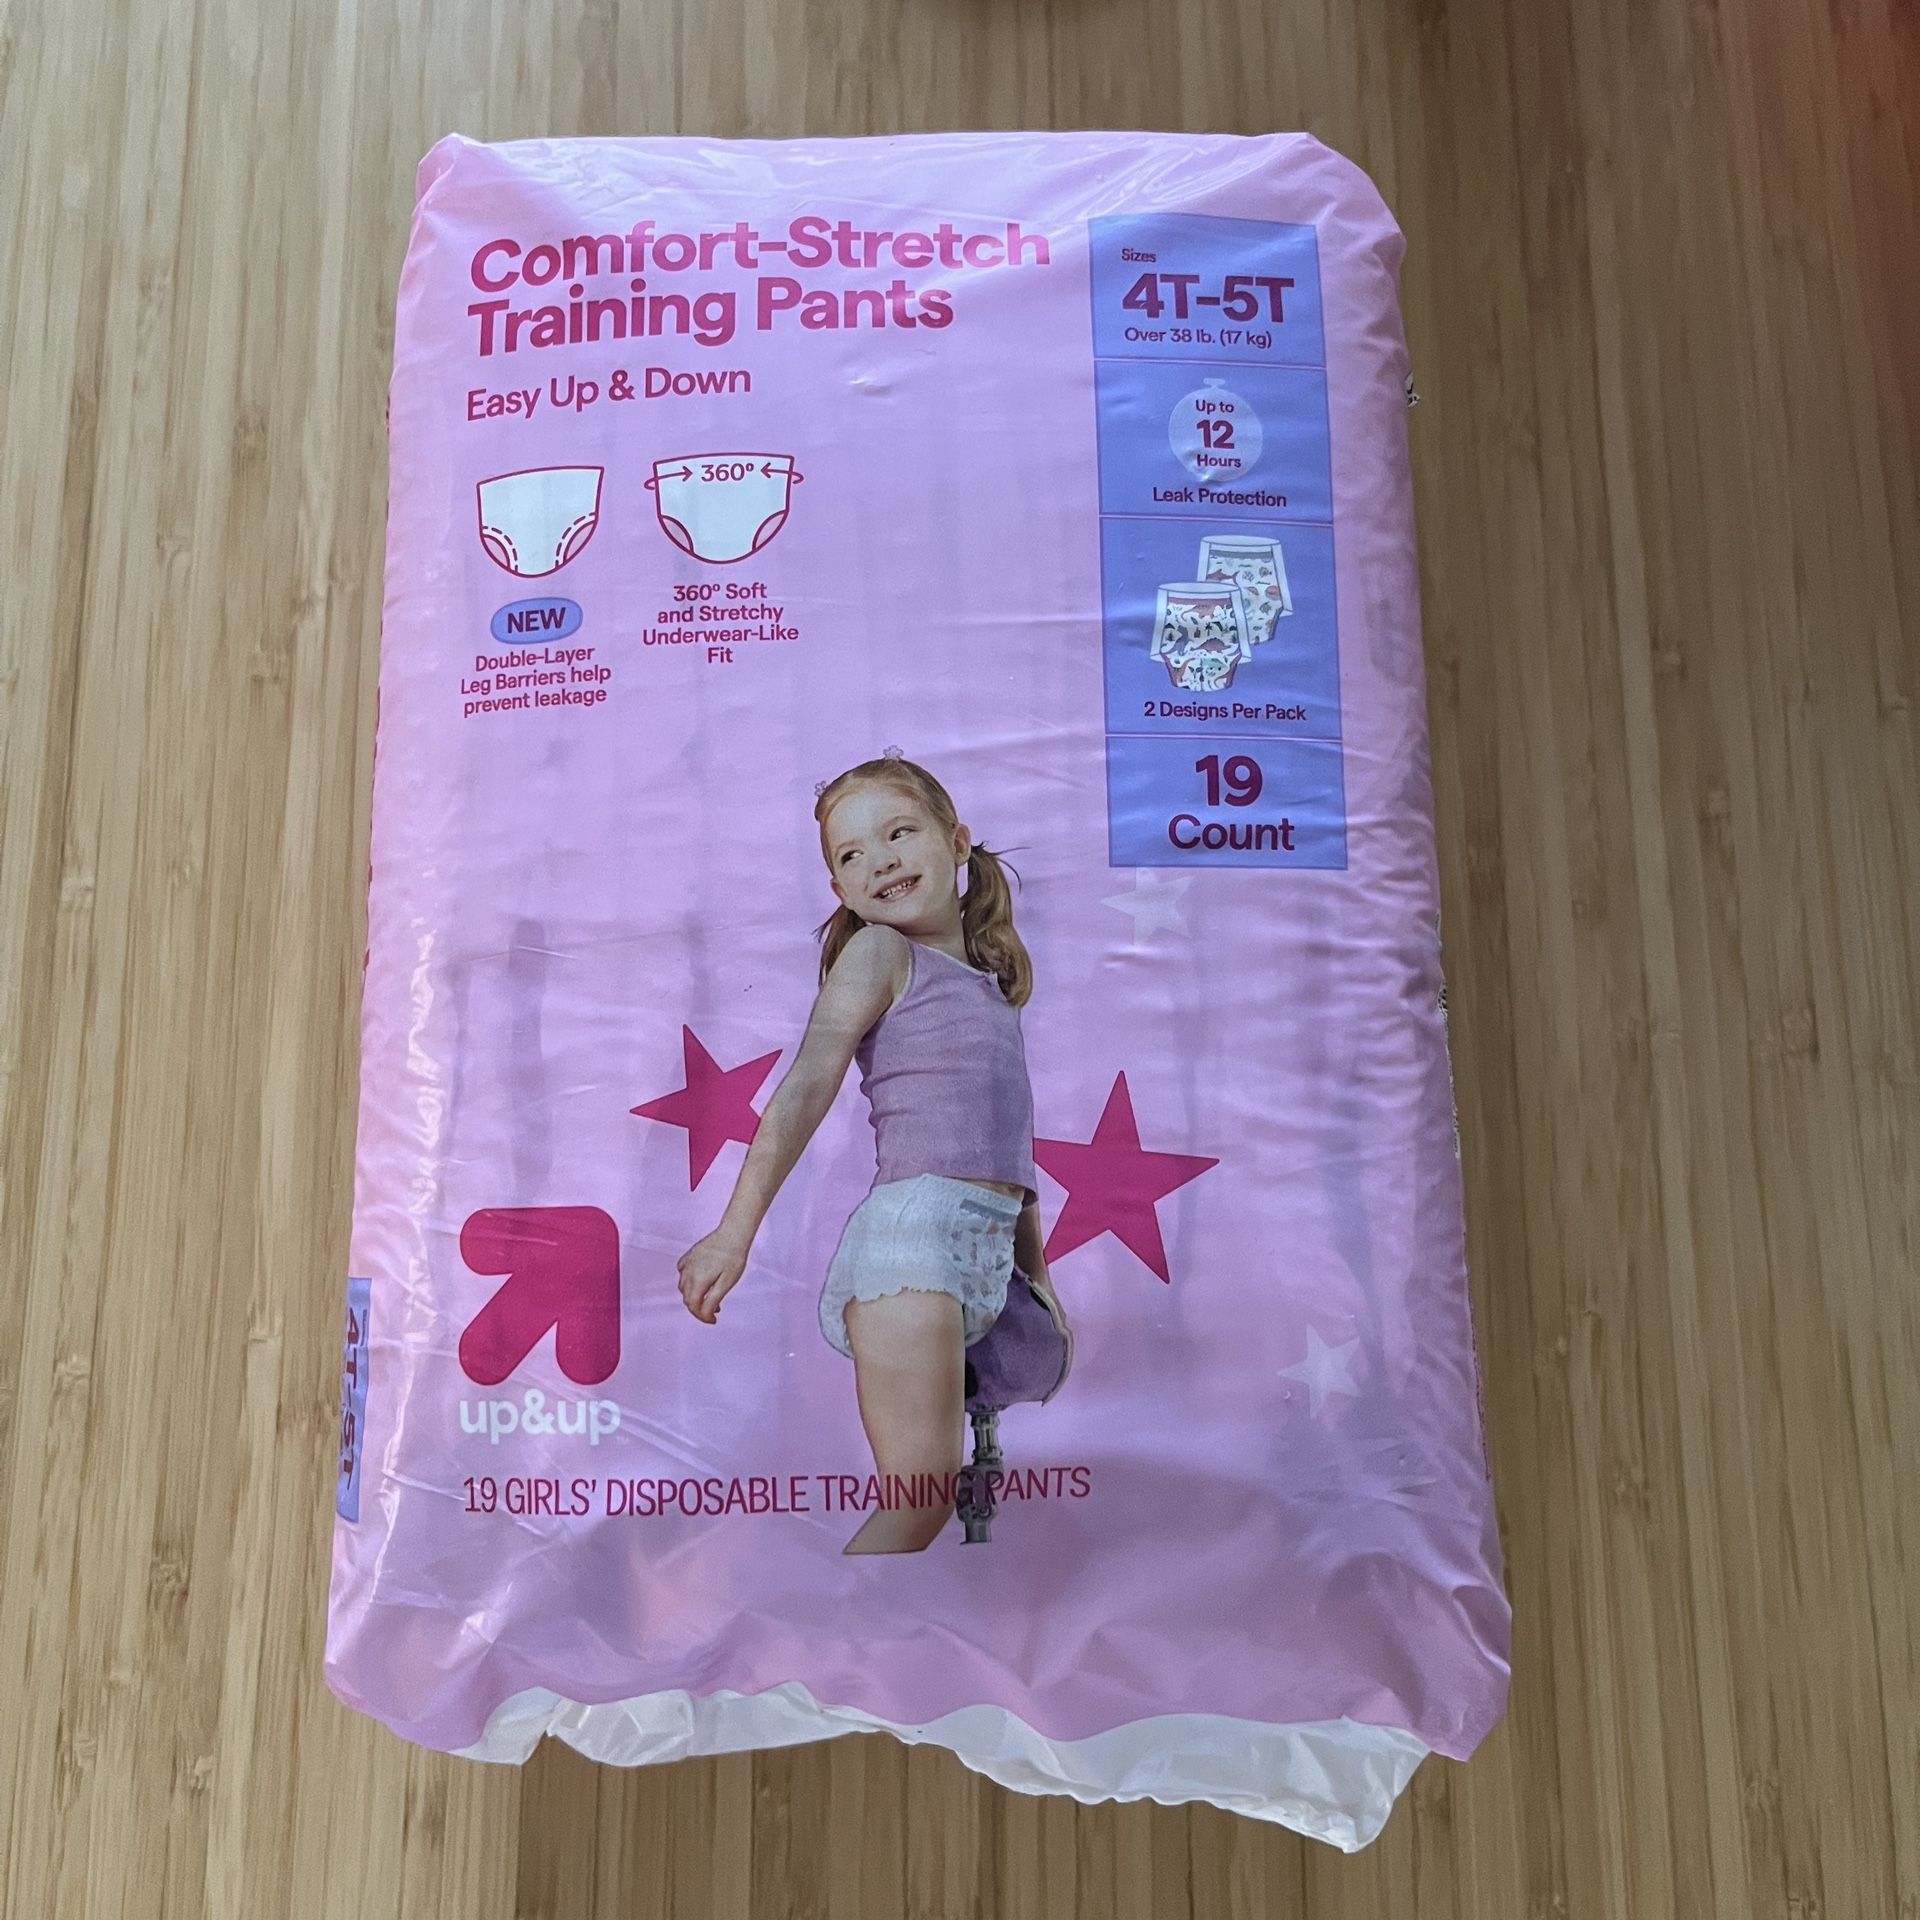 Comfort-Stretch
Training Pants
Easy Up & Down
NEW
Double-Layer
Leg Barriers help
prevent leakage
360°
360° Soft
and Stretchy
Underwear-Like
Fit
Sizes
4T-5T
Over 38 lb. (17 kg)
Up to
12
Hours
Leak Protection
2 Designs Per Pack
19
Count
up&up
19 GIRLS' DISPOSABLE TRAINING PANTS
4T-5T